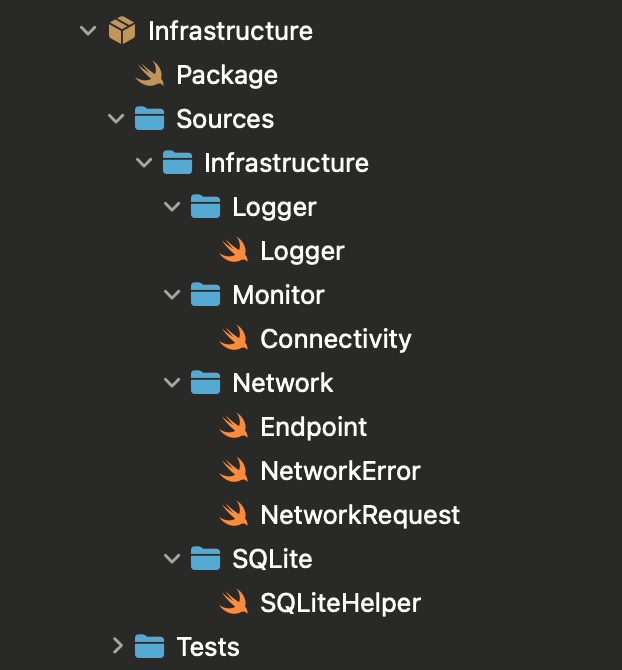 Infrastructure
Package
Sources
Infrastructure
Logger
Logger
Monitor
Connectivity
Network
Endpoint
NetworkError
NetworkRequest
SQLite
SQLiteHelper
Tests